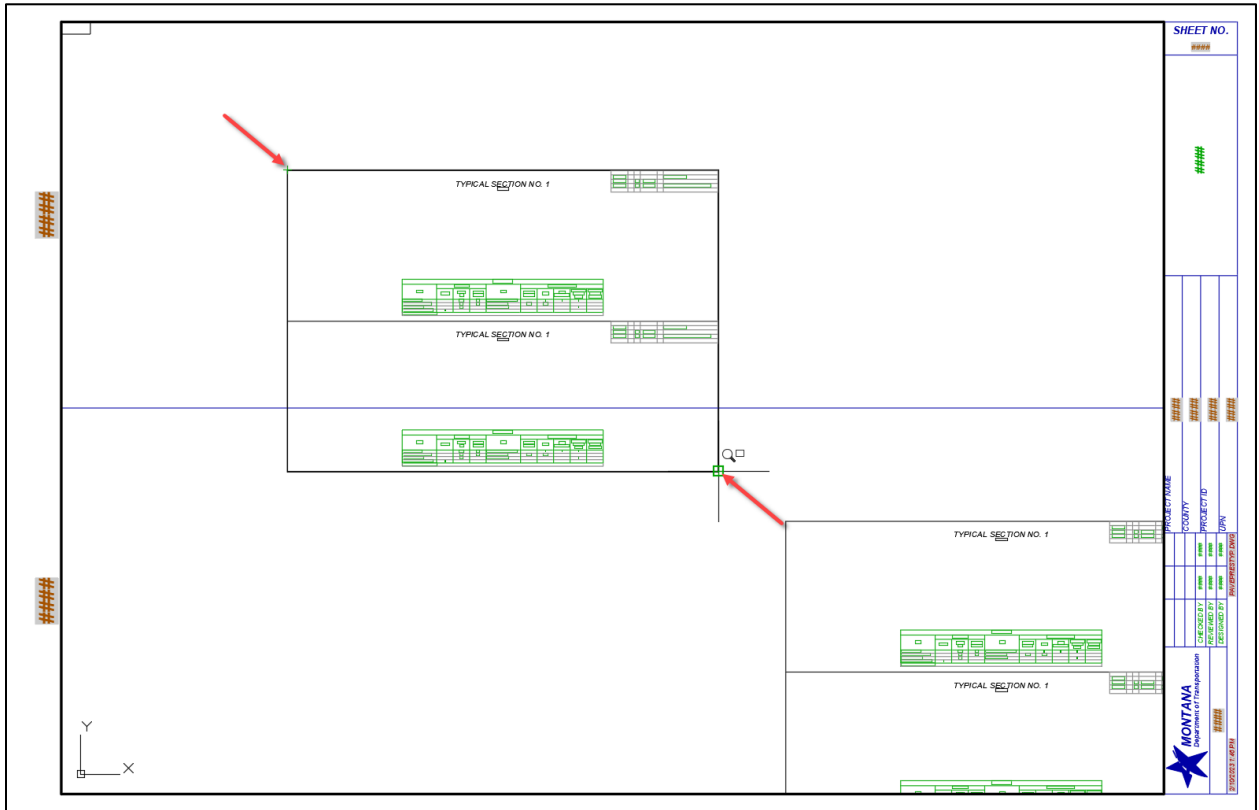 SHEET NO.
####
####
####
TYPICAL SECTION NO. 1
TYPICAL SECTION NO. 1
TYPICAL SECTION NO. 1
TYPICAL SECTION NO. 1
Y
X
####
PROJECT NAME
####
COUNTY
####
PROJECT ID
####
UPN
####
CHECKED BY
####
####
REVIEWED BY
####
####
DESIGNED BY
####
####
MONTANA
Department of Transportation
####